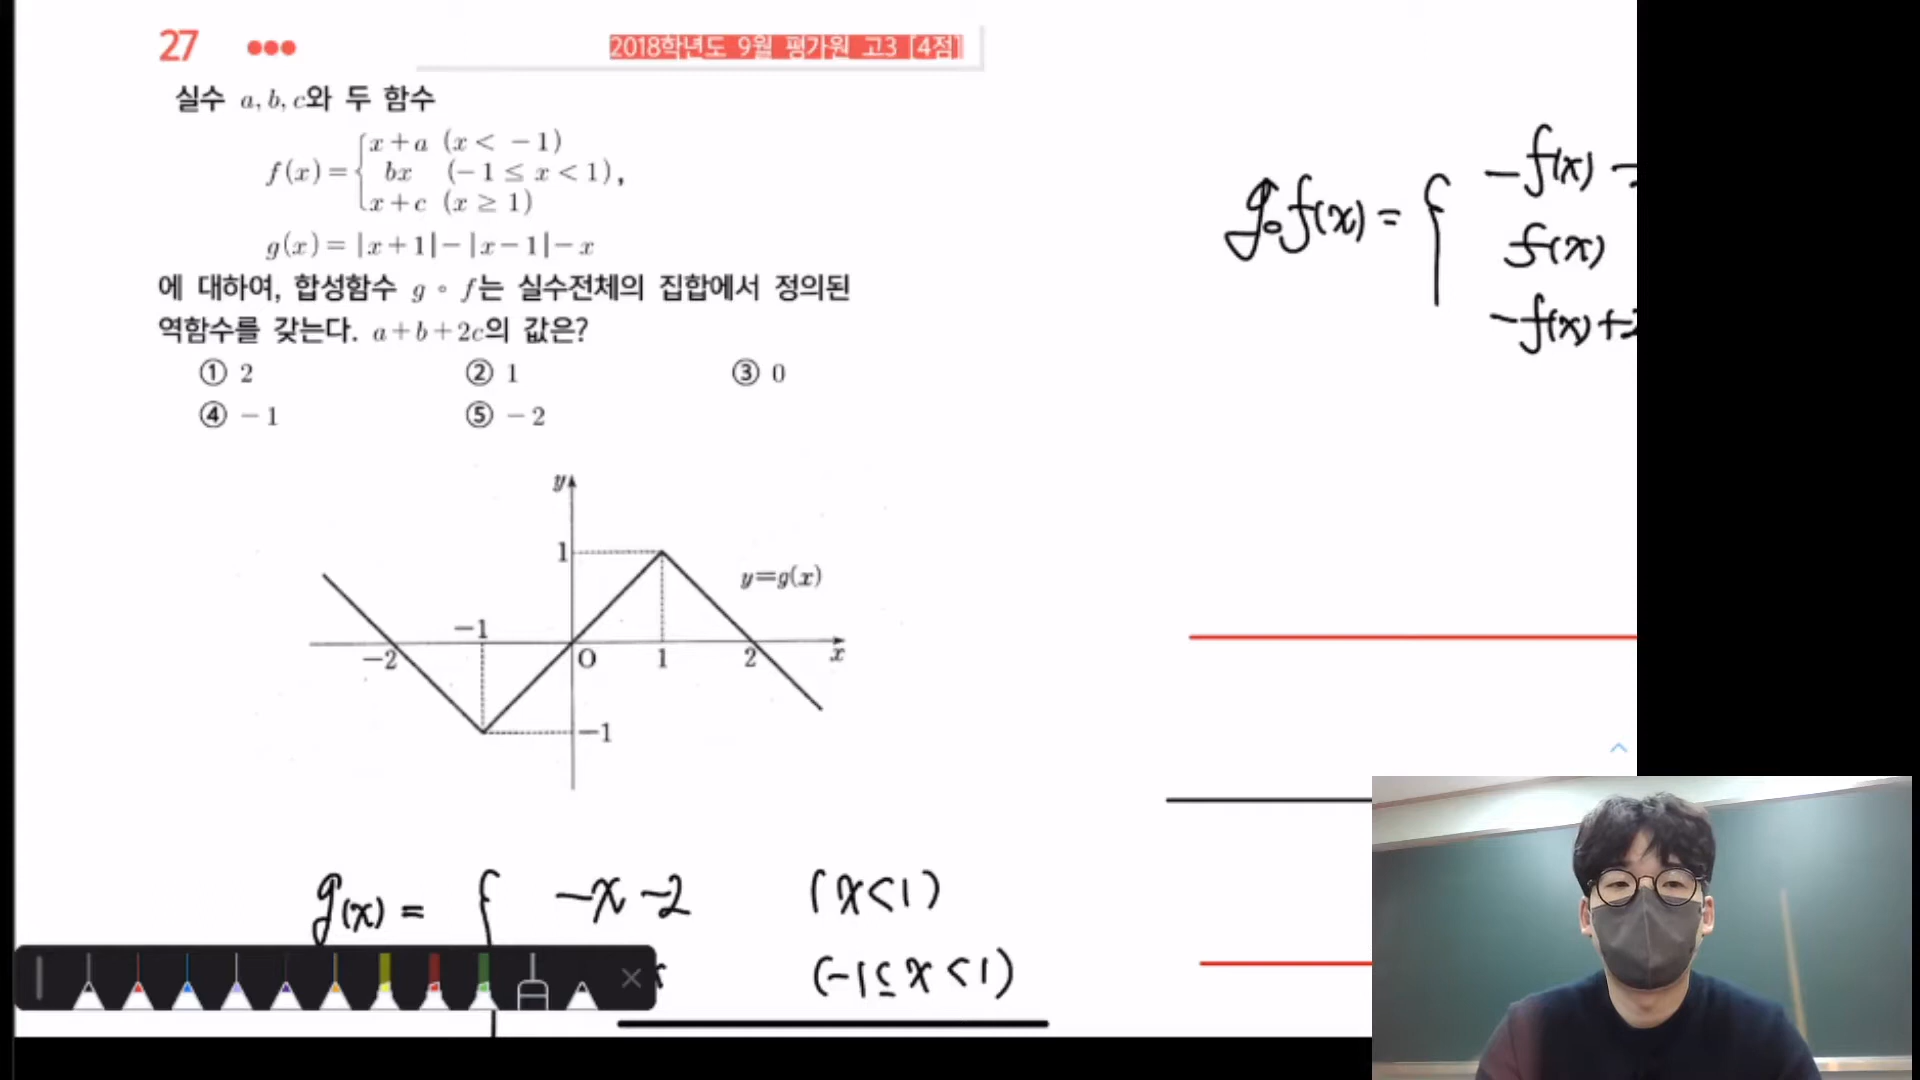 27
2018학년도 9월 평가원 고3 [4점]
실수 a, b, c와 두 함수
f(x)= { x+a (x< -1)
bx (-1≤x<1),
x+c (x≥1)
g(x)=|x+1|-|x-1|-x
에 대하여, 합성함수 g∘f는 실수전체의 집합에서 정의된
역함수를 갖는다. a+b+2c의 값은?
① 2 ② 1 ③ 0
④ -1 ⑤ -2
y
1
y=g(x)
-1
-2 O 1 2 x
-1
g(x) = { -x-2 (x<1)
(-1≤x<1)
g∘f(x) = { -f(x)-
f(x)
-f(x)+